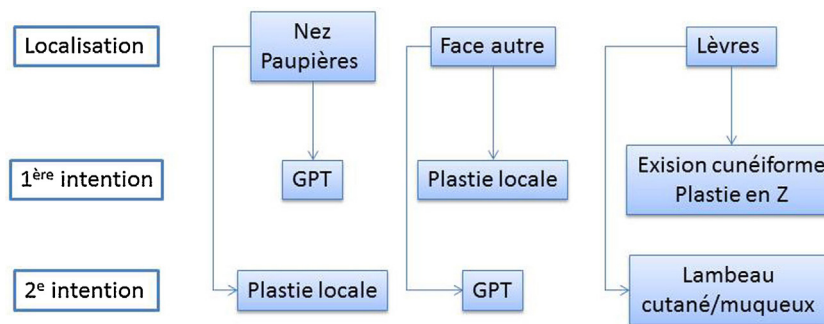 Localisation
Nez
Paupières
Face autre
Lèvres
1ère intention
GPT
Plastie locale
Exision cunéiforme
Plastie en Z
2e intention
Plastie locale
GPT
Lambeau
cutané/muqueux